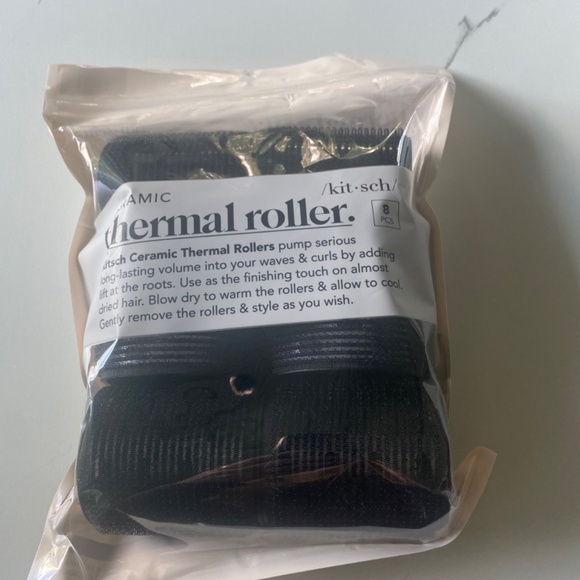 AMIC
/kit·sch/
thermal roller.
8
PCS
itsch Ceramic Thermal Rollers pump serious
long-lasting volume into your waves & curls by adding
lift at the roots. Use as the finishing touch on almost
dried hair. Blow dry to warm the rollers & allow to cool.
Gently remove the rollers & style as you wish.